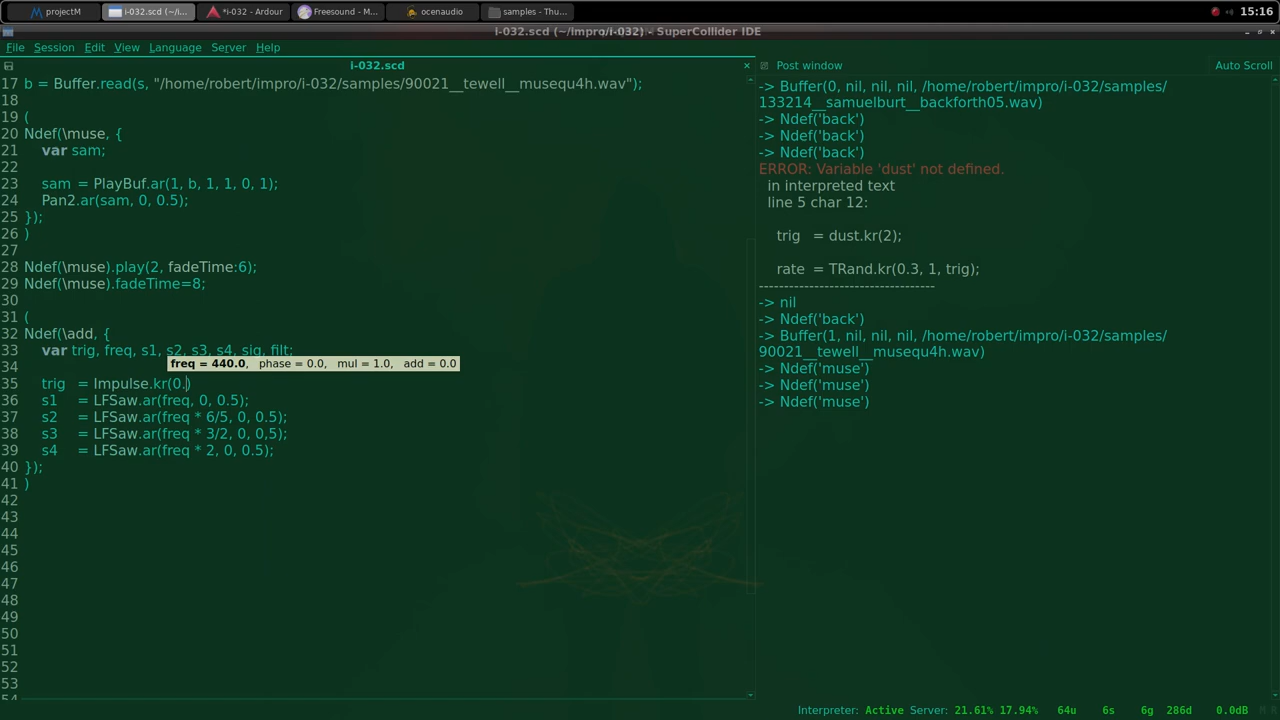 projectM
i-032.scd (~/i...
*i-032 - Ardour
Freesound - M...
ocenaudio
samples - Thu...
15:16
i-032.scd (~/impro/i-032) - SuperCollider IDE
File Session Edit View Language Server Help
i-032.scd
17 b = Buffer.read(s, "/home/robert/impro/i-032/samples/90021__tewell__musequ4h.wav");
18
19 (
20 Ndef(\muse, {
21 var sam;
22
23 sam = PlayBuf.ar(1, b, 1, 1, 0, 1);
24 Pan2.ar(sam, 0, 0.5);
25 });
26 )
27
28 Ndef(\muse).play(2, fadeTime:6);
29 Ndef(\muse).fadeTime=8;
30
31 (
32 Ndef(\add, {
33 var trig, freq, s1, s2, s3, s4, sig, filt;
34
freq = 440.0, phase = 0.0, mul = 1.0, add = 0.0
35 trig = Impulse.kr(0.)
36 s1 = LFSaw.ar(freq, 0, 0.5);
37 s2 = LFSaw.ar(freq * 6/5, 0, 0.5);
38 s3 = LFSaw.ar(freq * 3/2, 0, 0,5);
39 s4 = LFSaw.ar(freq * 2, 0, 0.5);
40 });
41 )
42
43
44
45
46
47
48
49
50
51
52
53
54
Post window
Auto Scroll
-> Buffer(0, nil, nil, nil, /home/robert/impro/i-032/samples/
133214__samuelburt__backforth05.wav)
-> Ndef('back')
-> Ndef('back')
-> Ndef('back')
ERROR: Variable 'dust' not defined.
in interpreted text
line 5 char 12:
trig = dust.kr(2);
rate = TRand.kr(0.3, 1, trig);
-----------------------------------
-> nil
-> Ndef('back')
-> Buffer(1, nil, nil, nil, /home/robert/impro/i-032/samples/
90021__tewell__musequ4h.wav)
-> Ndef('muse')
-> Ndef('muse')
-> Ndef('muse')
Interpreter: Active Server: 21.61% 17.94% 64u 6s 6g 286d 0.0dB